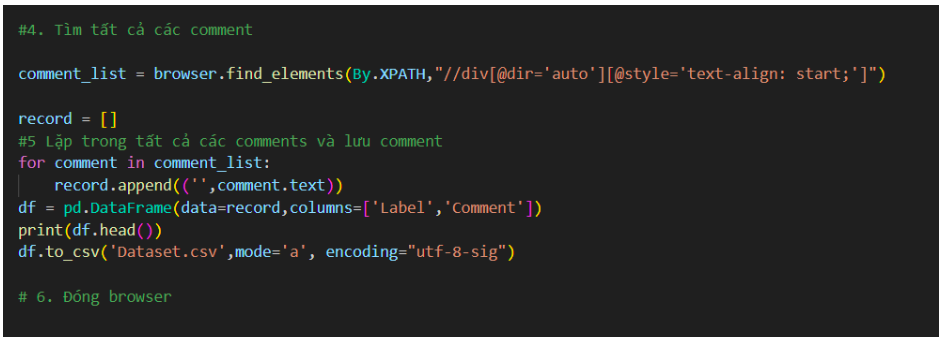 #4. Tìm tất cả các comment
comment_list = browser.find_elements(By.XPATH,"//div[@dir='auto'][@style='text-align: start;']")
record = []
#5 Lặp trong tất cả các comments và lưu comment
for comment in comment_list:
    record.append(('',comment.text))
df = pd.DataFrame(data=record,columns=['Label','Comment'])
print(df.head())
df.to_csv('Dataset.csv',mode='a', encoding="utf-8-sig")
# 6. Đóng browser